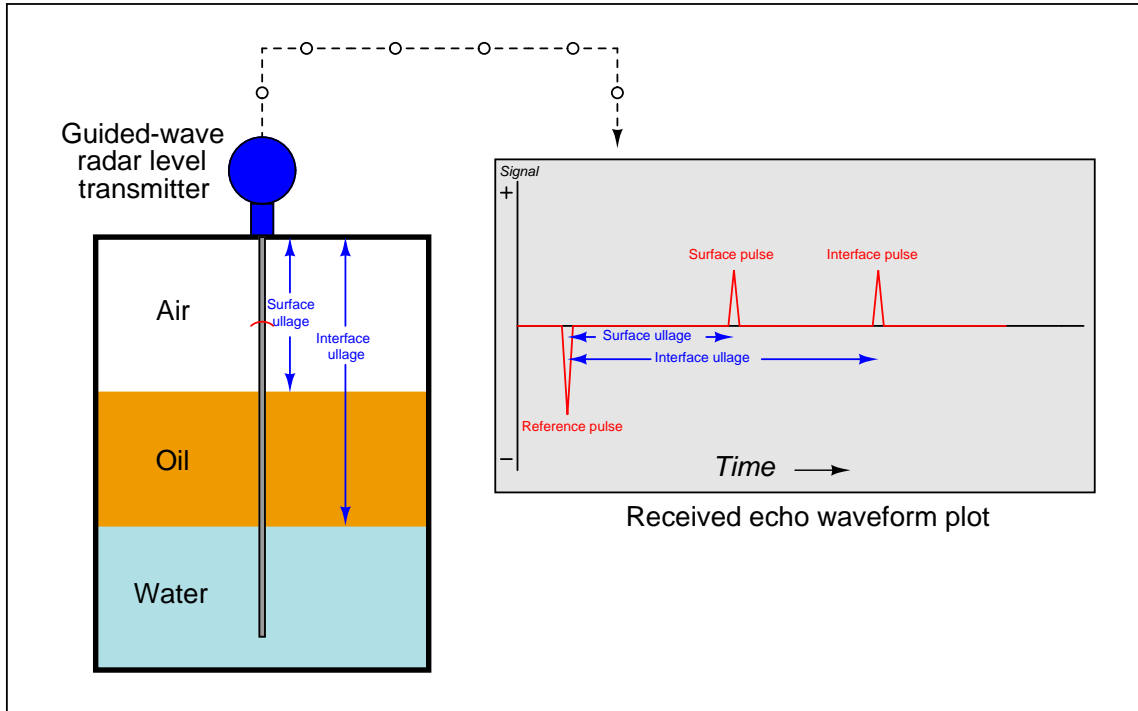 Guided-wave
radar level
transmitter
Air
Surface
ullage
Interface
ullage
Oil
Water
Signal
+
Surface pulse
Interface pulse
Surface ullage
Interface ullage
Reference pulse
−
Time
Received echo waveform plot